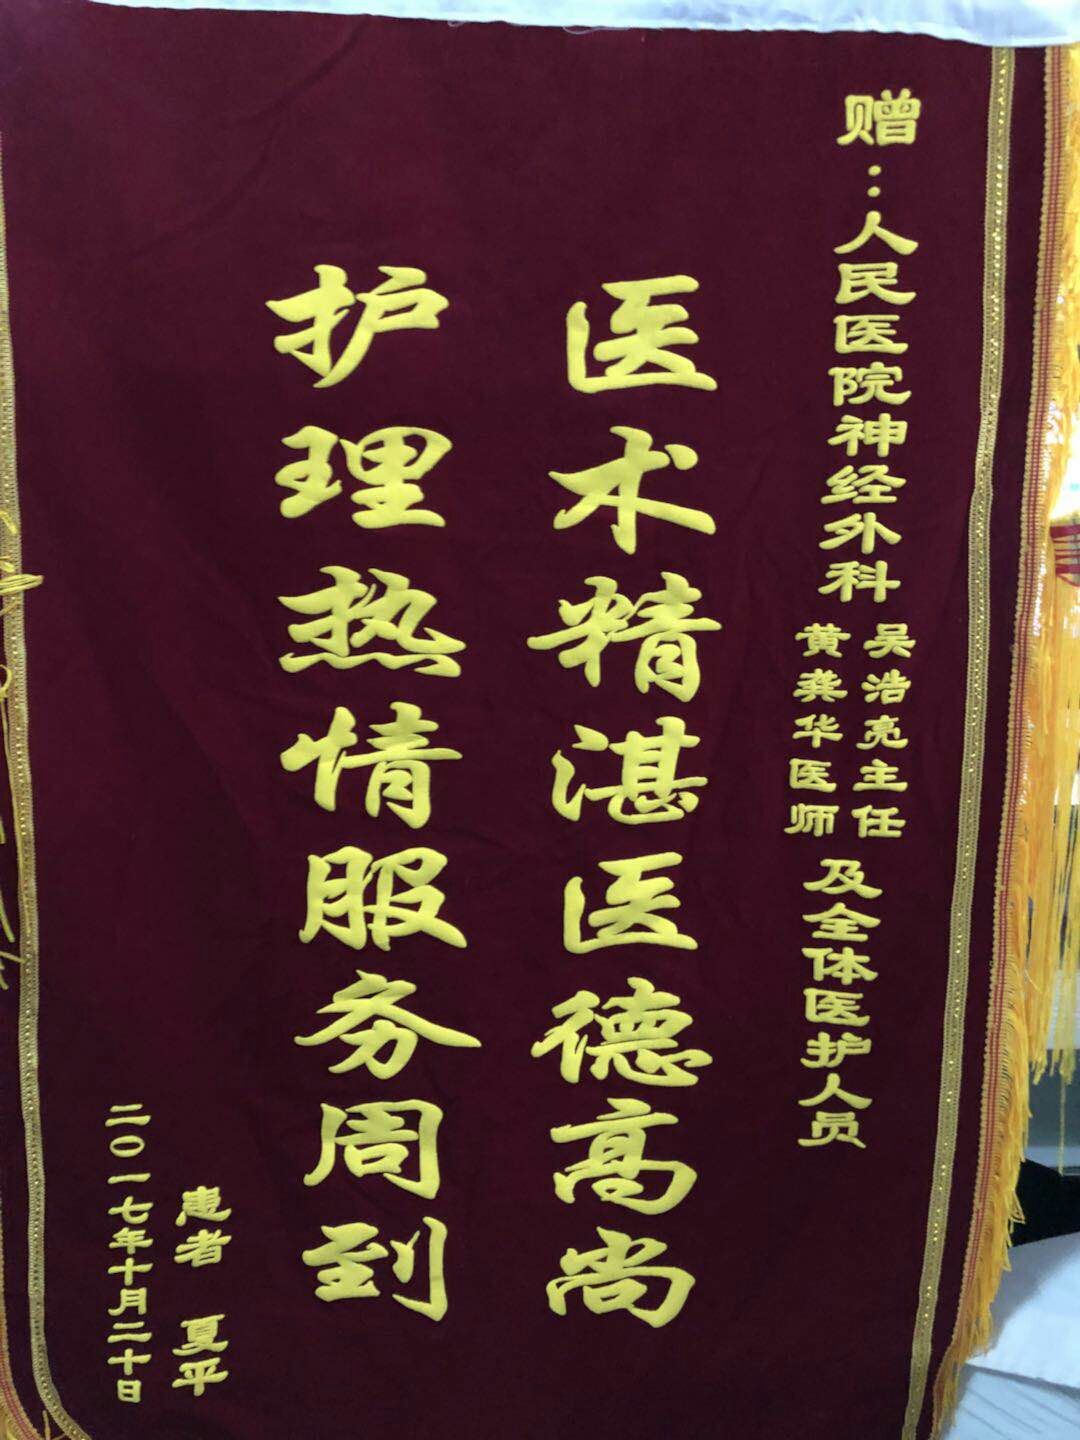 赠：人民医院神经外科
吴浩亮主任
黄龚华医师
及全体医护人员
医术精湛医德高尚
护理热情服务周到
患者 夏平
二〇一七年十月二十日